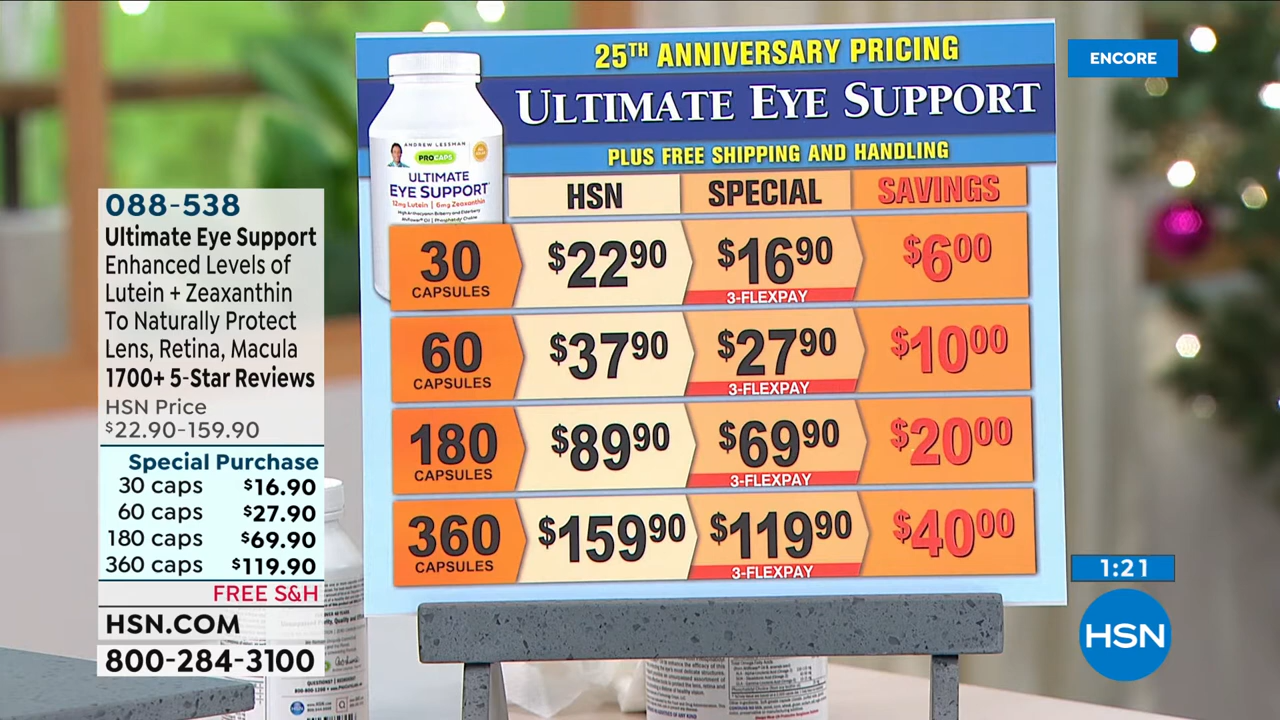 25TH ANNIVERSARY PRICING
ULTIMATE EYE SUPPORT
PLUS FREE SHIPPING AND HANDLING
ANDREW LESSMAN
PROCAPS
ULTIMATE
EYE SUPPORT
12mg Lutein | 6mg Zeaxanthin
HSN SPECIAL SAVINGS
30 CAPSULES $22.90 $16.90 3-FLEXPAY $6.00
60 CAPSULES $37.90 $27.90 3-FLEXPAY $10.00
180 CAPSULES $89.90 $69.90 3-FLEXPAY $20.00
360 CAPSULES $159.90 $119.90 3-FLEXPAY $40.00
ENCORE
088-538
Ultimate Eye Support
Enhanced Levels of
Lutein + Zeaxanthin
To Naturally Protect
Lens, Retina, Macula
1700+ 5-Star Reviews
HSN Price
$22.90-159.90
Special Purchase
30 caps $16.90
60 caps $27.90
180 caps $69.90
360 caps $119.90
FREE S&H
HSN.COM
800-284-3100
1:21
HSN